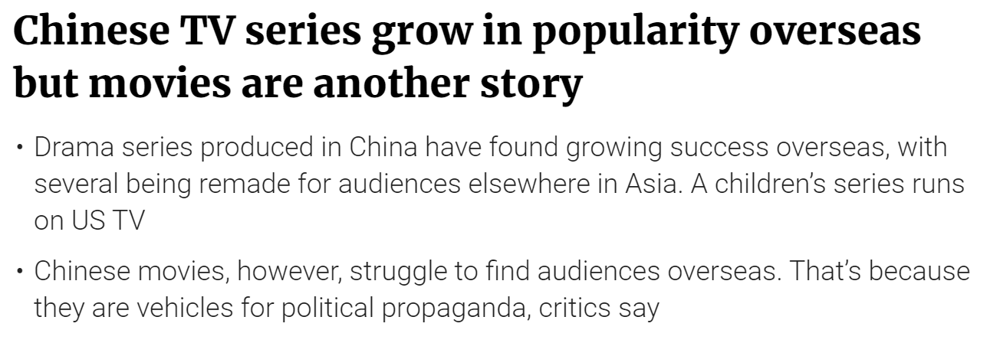 Chinese TV series grow in popularity overseas
but movies are another story
• Drama series produced in China have found growing success overseas, with
several being remade for audiences elsewhere in Asia. A children’s series runs
on US TV
• Chinese movies, however, struggle to find audiences overseas. That’s because
they are vehicles for political propaganda, critics say